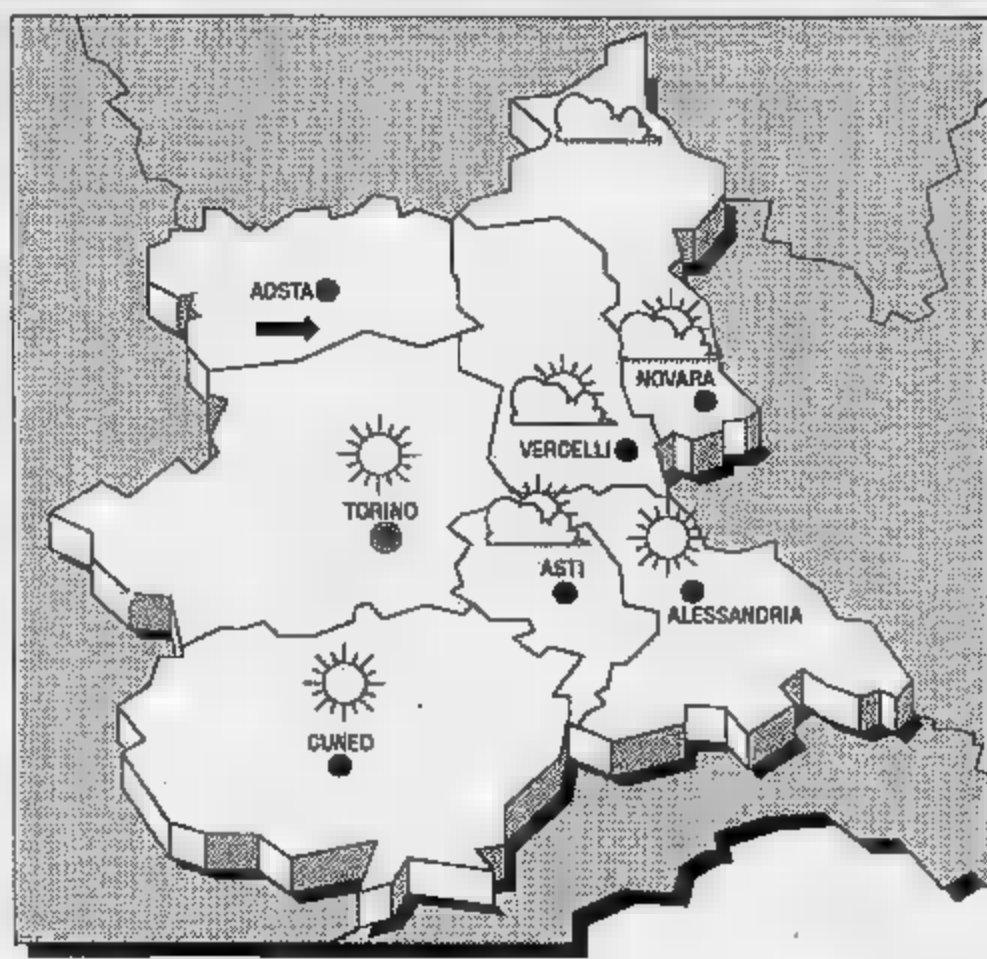 AOSTA
NOVARA
VERCELLI
TORINO
ASTI
ALESSANDRIA
CUNEO